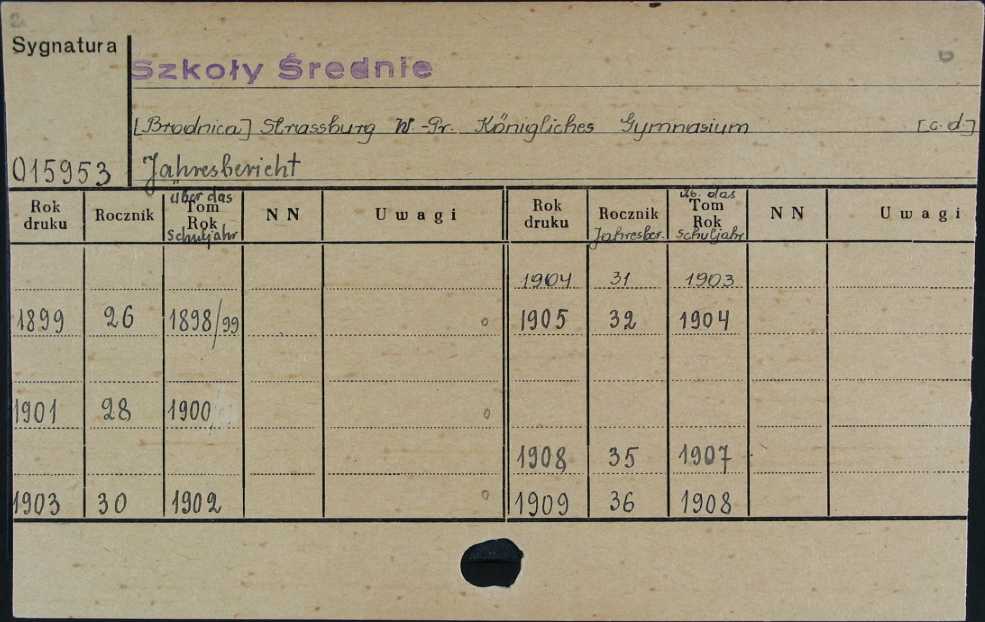 Sygnatura
Szkoły Średnie
[Brodnica] Strassburg W.-Pr. Königliches Gymnasium [c.d.]
015953 Jahresbericht
Rok druku Rocznik über das Tom Rok Schuljahr NN Uwagi Rok druku Rocznik Jahresber. üb. das Tom Rok Schuljahr NN Uwagi
1904 31 1903
1899 26 1898/99 1905 32 1904
1901 28 1900
1908 35 1907
1903 30 1902 1909 36 1908